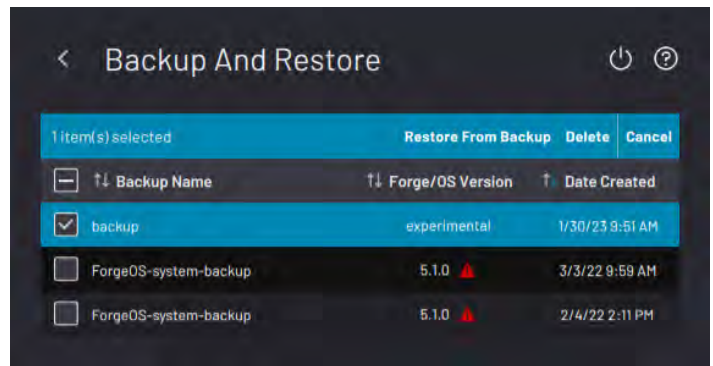 Backup And Restore
1 item(s) selected Restore From Backup Delete Cancel
Backup Name Forge/OS Version Date Created
backup experimental 1/30/23 9:51 AM
ForgeOS-system-backup 5.1.0 3/3/22 9:59 AM
ForgeOS-system-backup 5.1.0 2/4/22 2:11 PM